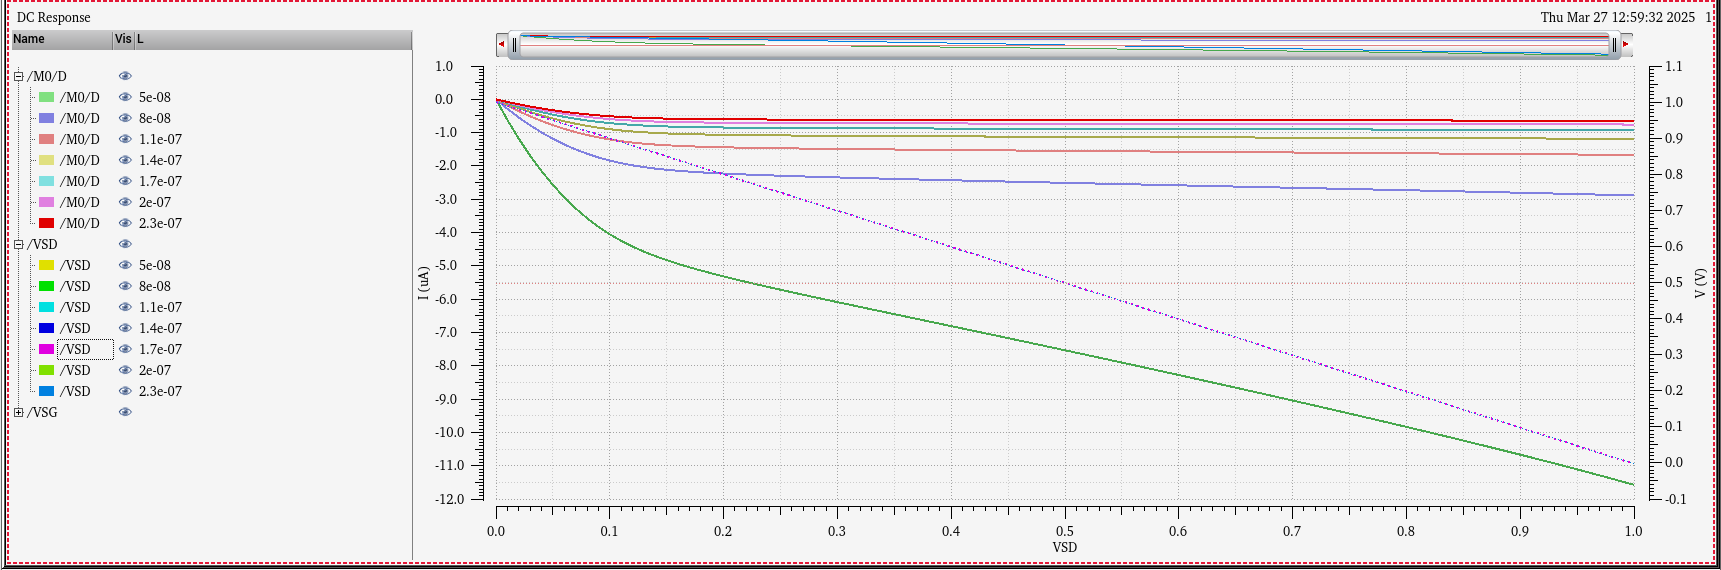 DC Response
Thu Mar 27 12:59:32 2025 1
Name Vis L
/M0/D
/M0/D 5e-08
/M0/D 8e-08
/M0/D 1.1e-07
/M0/D 1.4e-07
/M0/D 1.7e-07
/M0/D 2e-07
/M0/D 2.3e-07
/VSD
/VSD 5e-08
/VSD 8e-08
/VSD 1.1e-07
/VSD 1.4e-07
/VSD 1.7e-07
/VSD 2e-07
/VSD 2.3e-07
/VSG
I (uA)
1.0
0.0
-1.0
-2.0
-3.0
-4.0
-5.0
-6.0
-7.0
-8.0
-9.0
-10.0
-11.0
-12.0
0.0 0.1 0.2 0.3 0.4 0.5 0.6 0.7 0.8 0.9 1.0
VSD
1.1
1.0
0.9
0.8
0.7
0.6
0.5
0.4
0.3
0.2
0.1
0.0
-0.1
V (V)